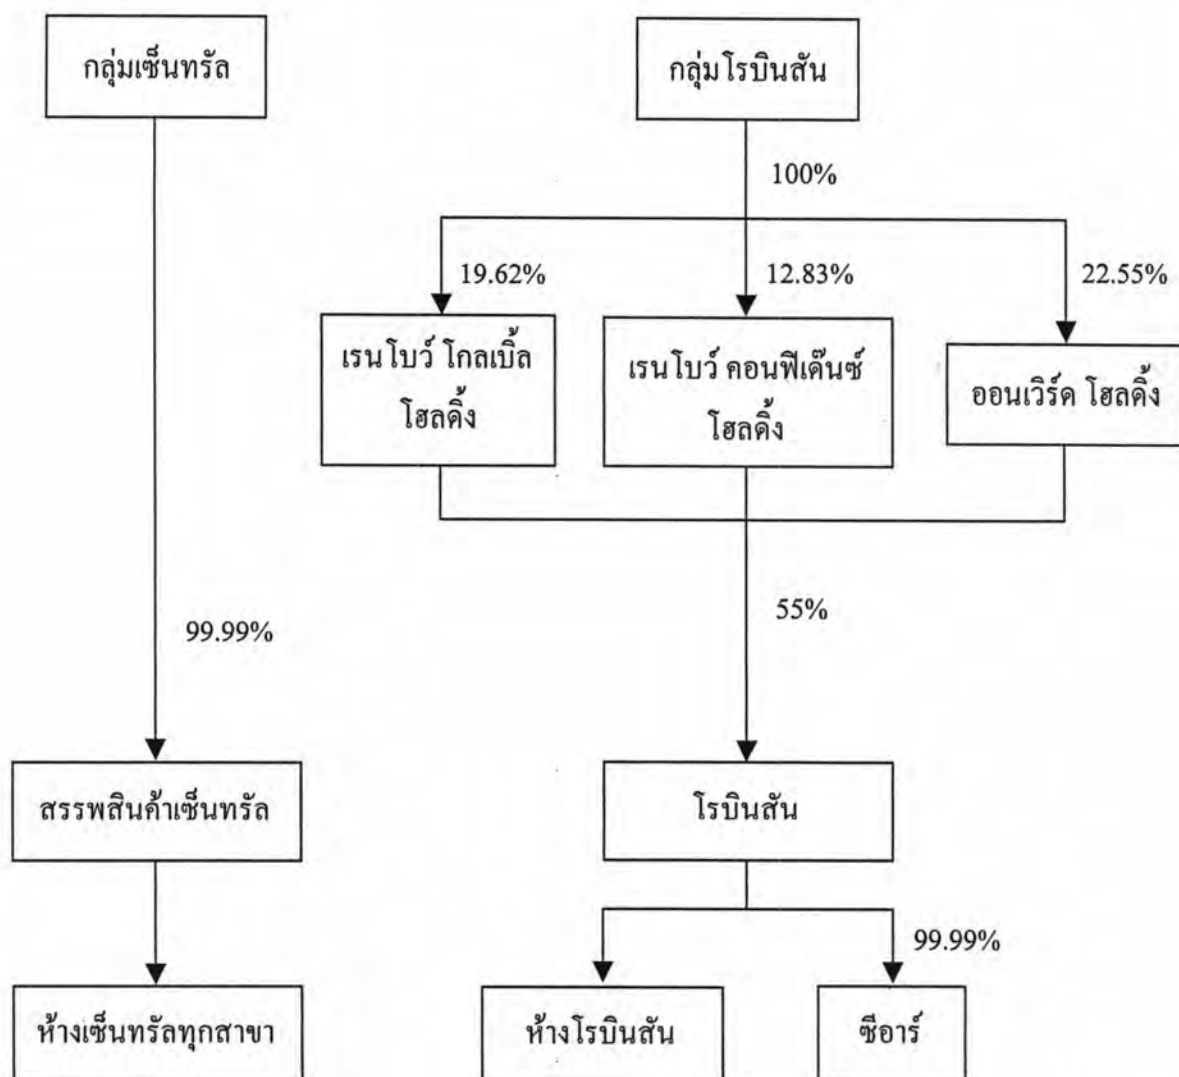 กลุ่มเซ็นทรัล
กลุ่มโรบินสัน
100%
19.62%
12.83%
22.55%
เรนโบว์ โกลเบิ้ล
โฮลดิ้ง
เรนโบว์ คอนฟิเด๊นซ์
โฮลดิ้ง
ออนเวิร์ค โฮลดิ้ง
55%
99.99%
สรรพสินค้าเซ็นทรัล
โรบินสัน
99.99%
ห้างเซ็นทรัลทุกสาขา
ห้างโรบินสัน
ซีอาร์